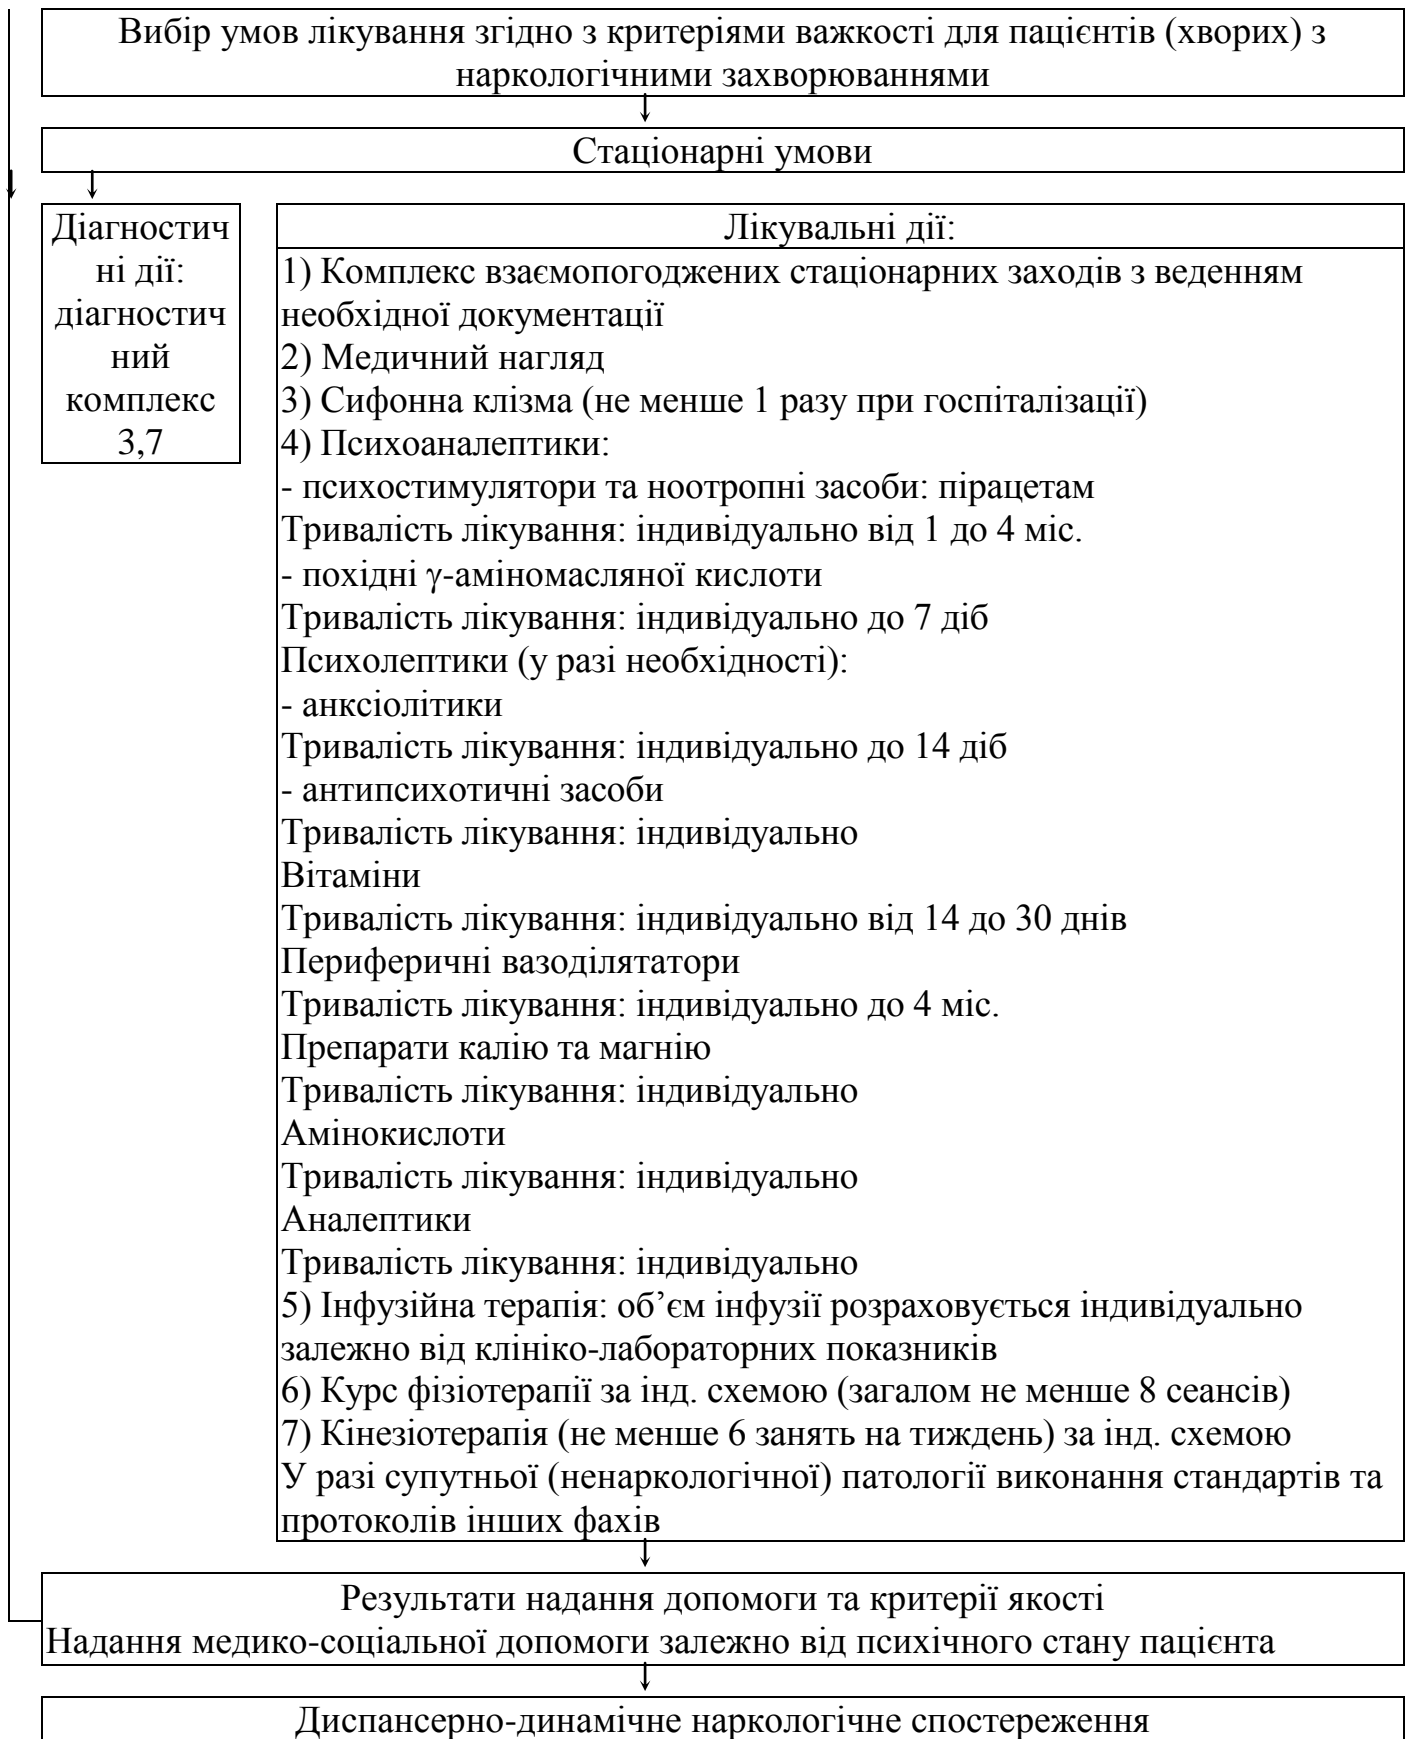 Вибір умов лікування згідно з критеріями важкості для пацієнтів (хворих) з
наркологічними захворюваннями
Стаціонарні умови
Діагностич
ні дії:
діагностич
ний
комплекс
3,7
Лікувальні дії:
1) Комплекс взаємопогоджених стаціонарних заходів з веденням
необхідної документації
2) Медичний нагляд
3) Сифонна клізма (не менше 1 разу при госпіталізації)
4) Психоаналептики:
- психостимулятори та ноотропні засоби: пірацетам
Тривалість лікування: індивідуально від 1 до 4 міс.
- похідні γ-аміномасляної кислоти
Тривалість лікування: індивідуально до 7 діб
Психолептики (у разі необхідності):
- анксіолітики
Тривалість лікування: індивідуально до 14 діб
- антипсихотичні засоби
Тривалість лікування: індивідуально
Вітаміни
Тривалість лікування: індивідуально від 14 до 30 днів
Периферичні вазоділятатори
Тривалість лікування: індивідуально до 4 міс.
Препарати калію та магнію
Тривалість лікування: індивідуально
Амінокислоти
Тривалість лікування: індивідуально
Аналептики
Тривалість лікування: індивідуально
5) Інфузійна терапія: об’єм інфузії розраховується індивідуально
залежно від клініко-лабораторних показників
6) Курс фізіотерапії за інд. схемою (загалом не менше 8 сеансів)
7) Кінезіотерапія (не менше 6 занять на тиждень) за інд. схемою
У разі супутньої (ненаркологічної) патології виконання стандартів та
протоколів інших фахів
Результати надання допомоги та критерії якості
Надання медико-соціальної допомоги залежно від психічного стану пацієнта
Диспансерно-динамічне наркологічне спостереження